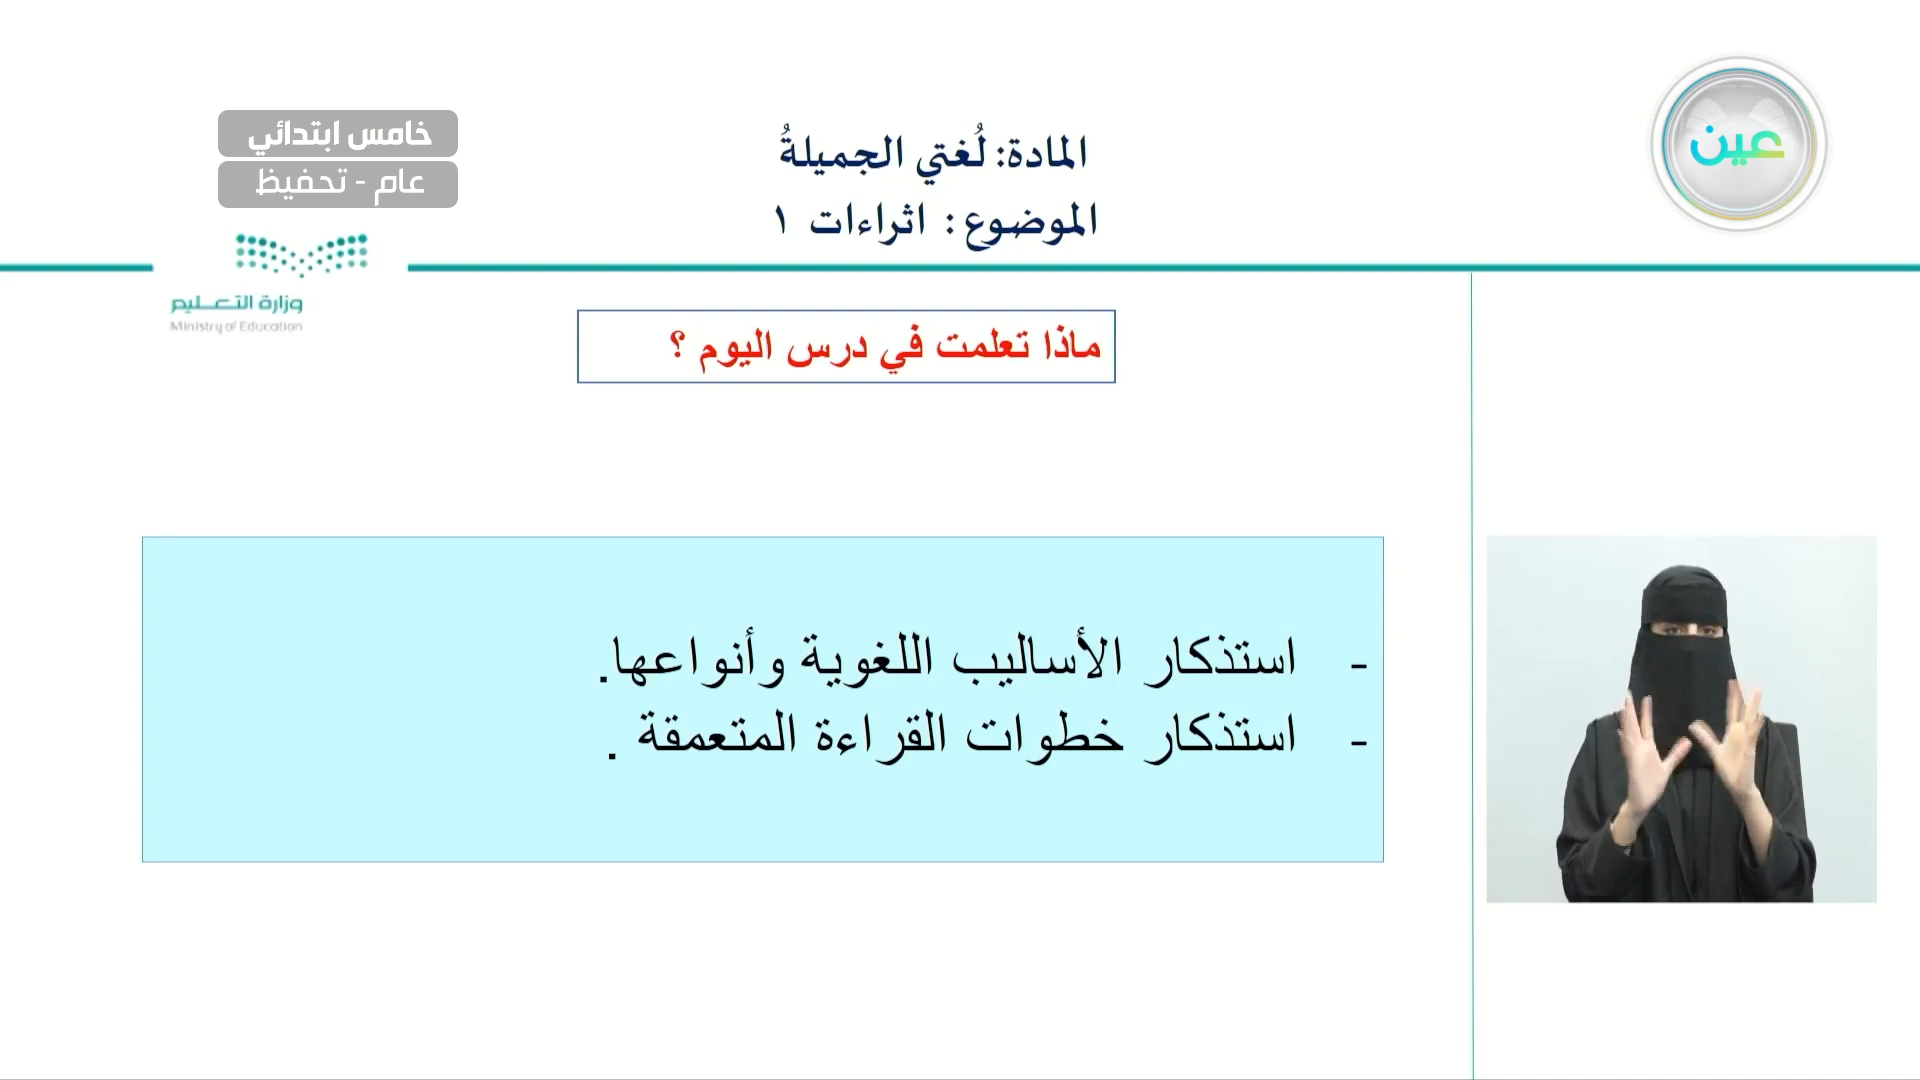 عين
المادة: لُغتي الجميلةُ
الموضوع : اثراءات ١
خامس ابتدائي
عام - تحفيظ
وزارة التعـــليم
Ministry of Education
ماذا تعلمت في درس اليوم ؟
- استذكار الأساليب اللغوية وأنواعها.
- استذكار خطوات القراءة المتعمقة .